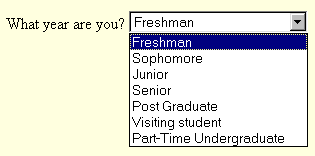 What year are you? Freshman
Freshman
Sophomore
Junior
Senior
Post Graduate
Visiting student
Part-Time Undergraduate